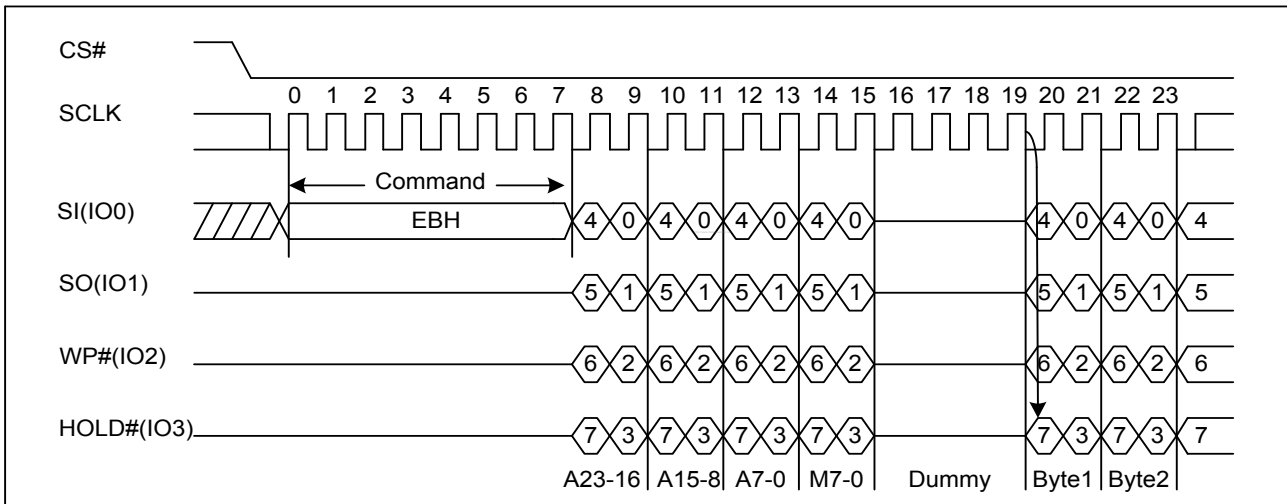 CS#
0 1 2 3 4 5 6 7 8 9 10 11 12 13 14 15 16 17 18 19 20 21 22 23
SCLK
Command
SI(IO0) EBH 4 0 4 0 4 0 4 0 4 0 4 0 4
SO(IO1) 5 1 5 1 5 1 5 1 5 1 5 1 5
WP#(IO2) 6 2 6 2 6 2 6 2 6 2 6 2 6
HOLD#(IO3) 7 3 7 3 7 3 7 3 7 3 7 3 7
A23-16 A15-8 A7-0 M7-0 Dummy Byte1 Byte2